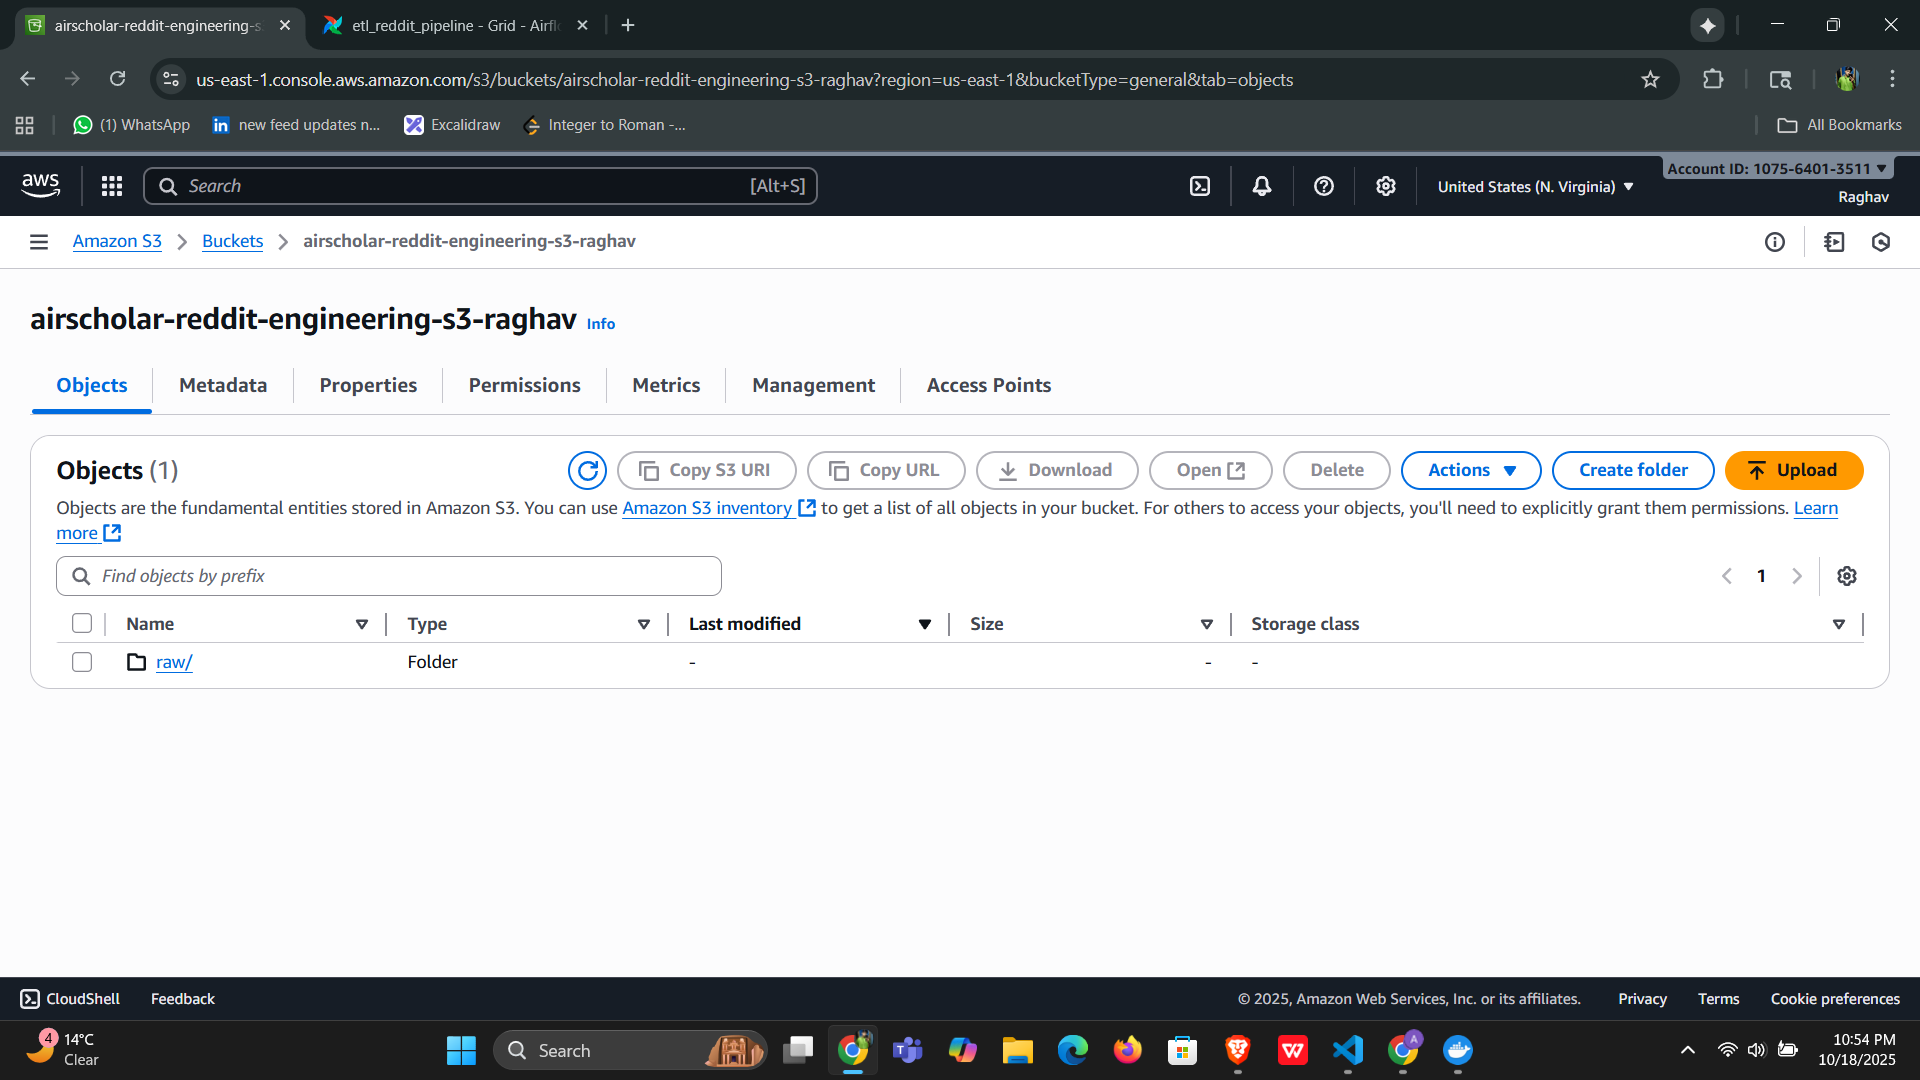 airscholar-reddit-engineering-s
etl_reddit_pipeline - Grid - Airfl
us-east-1.console.aws.amazon.com/s3/buckets/airscholar-reddit-engineering-s3-raghav?region=us-east-1&bucketType=general&tab=objects
(1) WhatsApp
new feed updates n...
Excalidraw
Integer to Roman -...
All Bookmarks
aws
Search
[Alt+S]
United States (N. Virginia)
Account ID: 1075-6401-3511
Raghav
Amazon S3
Buckets
airscholar-reddit-engineering-s3-raghav
airscholar-reddit-engineering-s3-raghav Info
Objects
Metadata
Properties
Permissions
Metrics
Management
Access Points
Objects (1)
Copy S3 URI
Copy URL
Download
Open
Delete
Actions
Create folder
Upload
Objects are the fundamental entities stored in Amazon S3. You can use Amazon S3 inventory to get a list of all objects in your bucket. For others to access your objects, you'll need to explicitly grant them permissions. Learn
more
Find objects by prefix
1
Name
Type
Last modified
Size
Storage class
raw/
Folder
-
-
-
CloudShell
Feedback
© 2025, Amazon Web Services, Inc. or its affiliates.
Privacy
Terms
Cookie preferences
4
14°C
Clear
Search
A
10:54 PM
10/18/2025